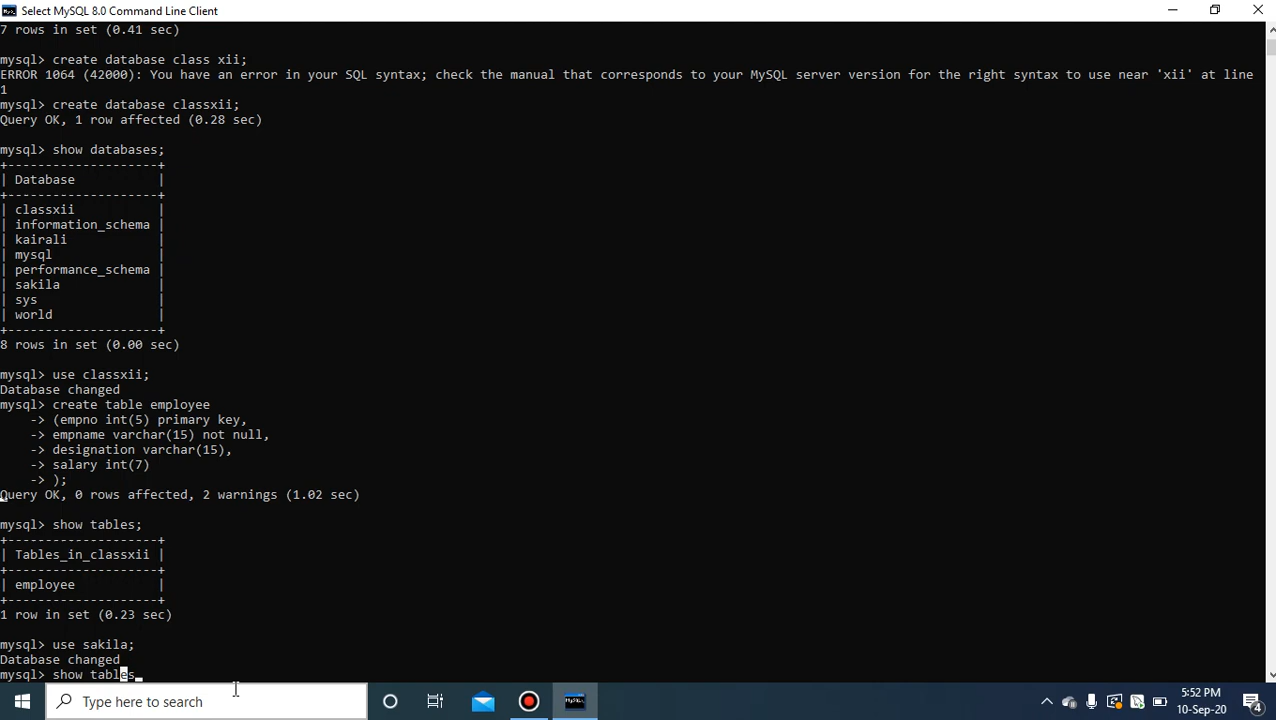 Select MySQL 8.0 Command Line Client
7 rows in set (0.41 sec)
mysql> create database class xii;
ERROR 1064 (42000): You have an error in your SQL syntax; check the manual that corresponds to your MySQL server version for the right syntax to use near 'xii' at line
1
mysql> create database classxii;
Query OK, 1 row affected (0.28 sec)
mysql> show databases;
+--------------------+
| Database           |
+--------------------+
| classxii           |
| information_schema |
| kairali            |
| mysql              |
| performance_schema |
| sakila             |
| sys                |
| world              |
+--------------------+
8 rows in set (0.00 sec)
mysql> use classxii;
Database changed
mysql> create table employee
    -> (empno int(5) primary key,
    -> empname varchar(15) not null,
    -> designation varchar(15),
    -> salary int(7)
    -> );
Query OK, 0 rows affected, 2 warnings (1.02 sec)
mysql> show tables;
+--------------------+
| Tables_in_classxii |
+--------------------+
| employee           |
+--------------------+
1 row in set (0.23 sec)
mysql> use sakila;
Database changed
mysql> show tables_
Type here to search
5:52 PM
10-Sep-20
4